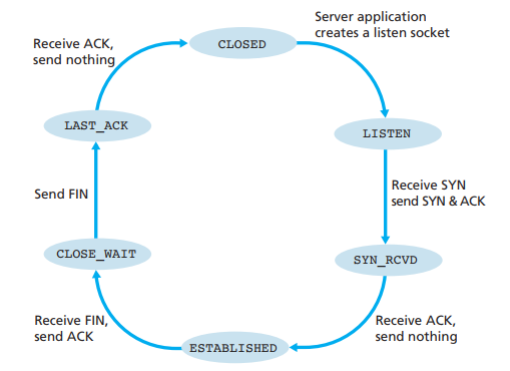 Server application
creates a listen socket
Receive ACK,
send nothing
CLOSED
LAST_ACK
LISTEN
Send FIN
Receive SYN
send SYN & ACK
CLOSE_WAIT
SYN_RCVD
Receive FIN,
send ACK
Receive ACK,
send nothing
ESTABLISHED